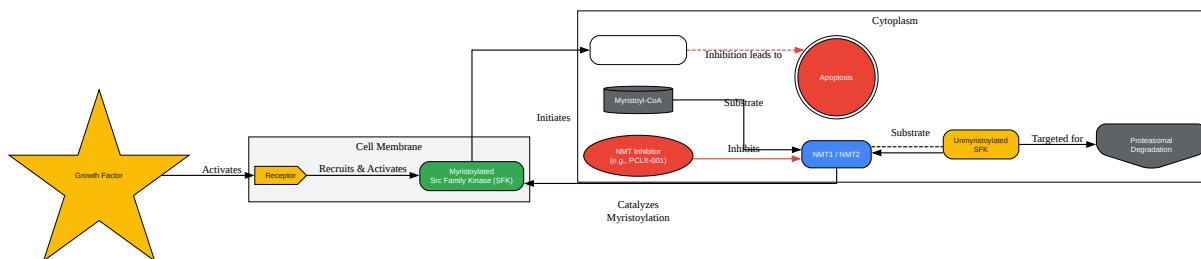 Cytoplasm
Inhibition leads to
Apoptosis
Myristoyl-CoA
Substrate
Initiates
Cell Membrane
NMT Inhibitor
(e.g., PCLX-001)
Inhibits
NMT1 / NMT2
Substrate
Unmyristoylated
SFK
Targeted for
Proteasomal
Degradation
Growth Factor
Activates
Receptor
Recruits & Activates
Myristoylated
Src Family Kinase (SFK)
Catalyzes
Myristoylation